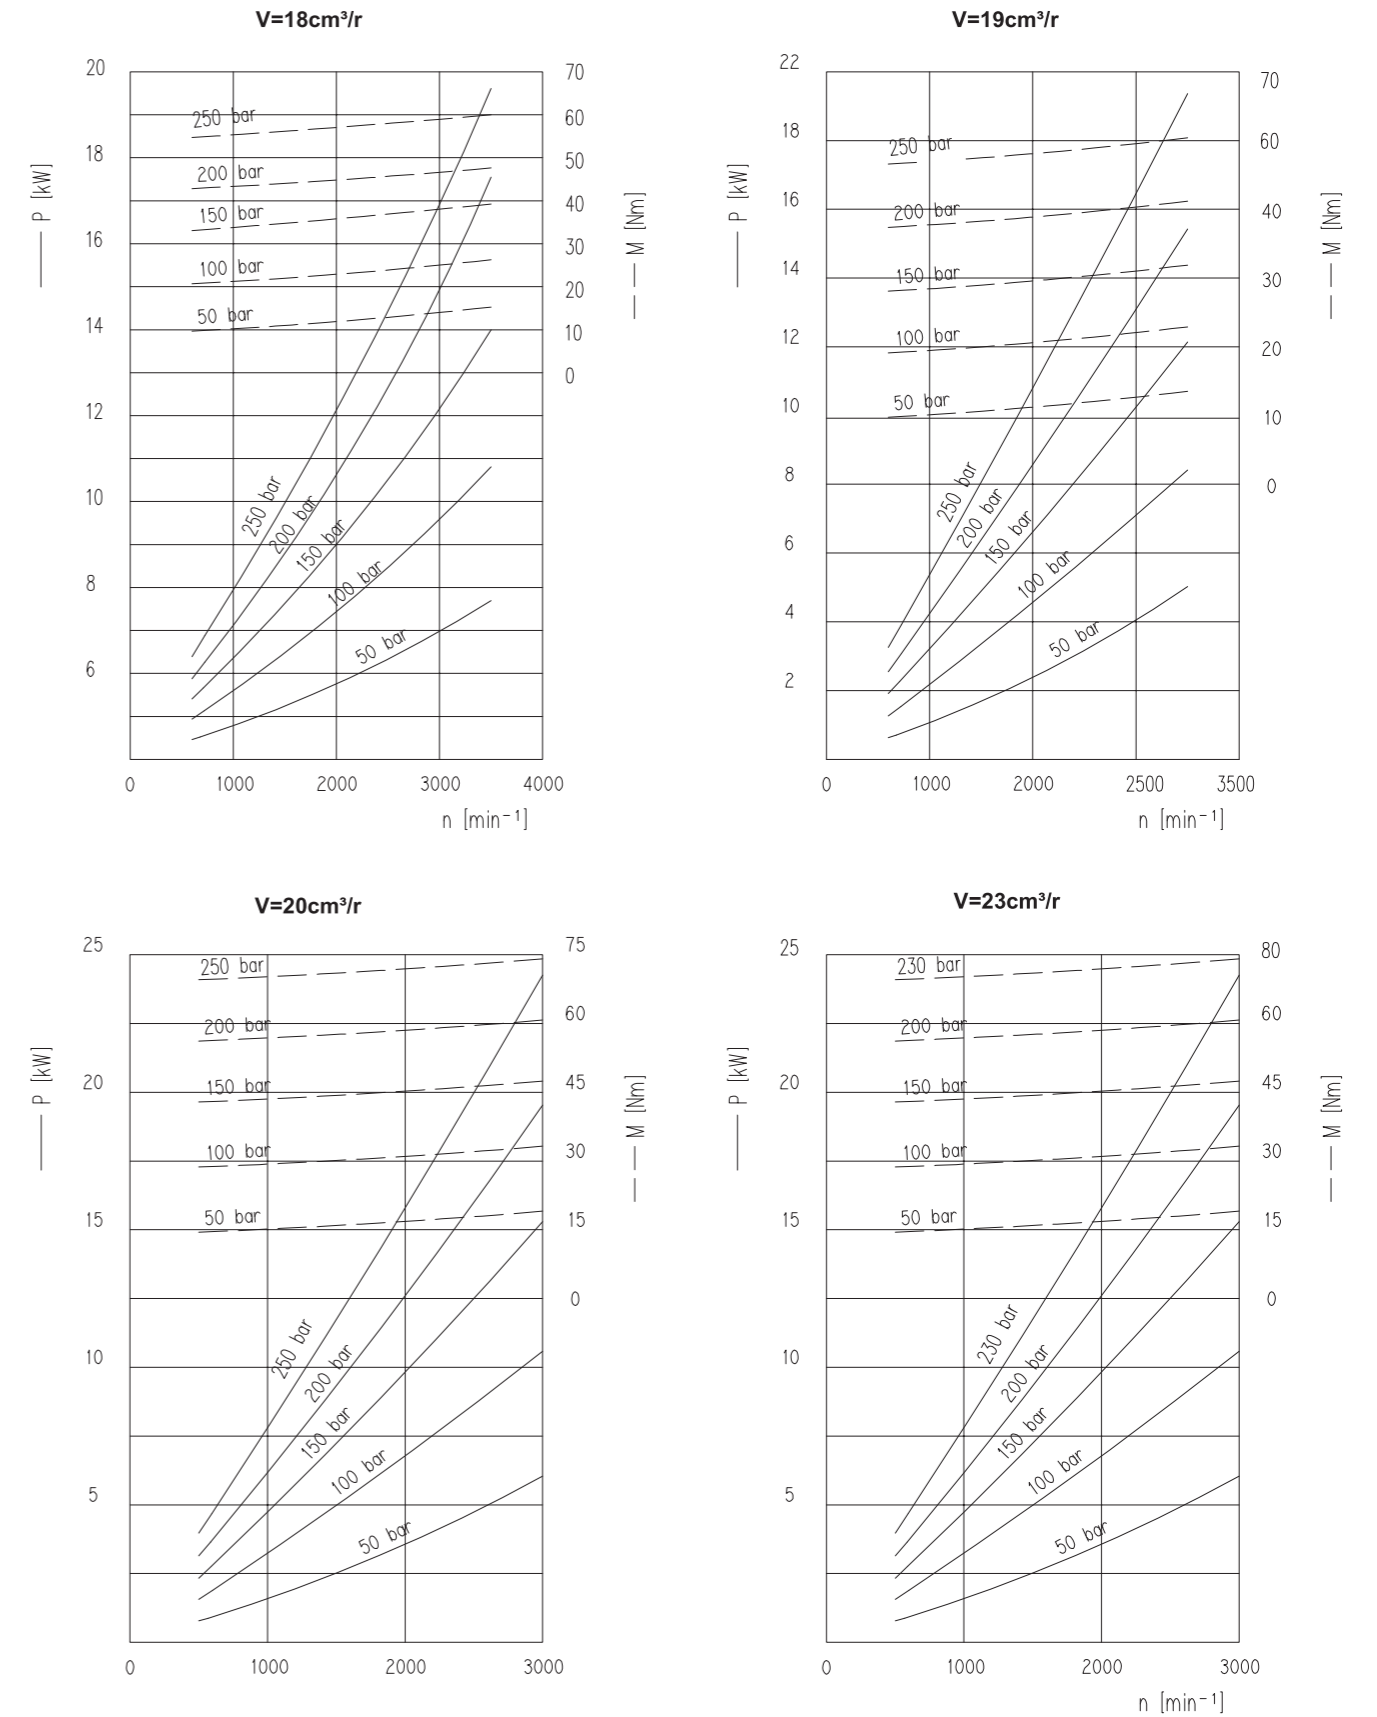 V=18cm³/r
20
18
16
14
12
10
8
6
P [kW]
250 bar
200 bar
150 bar
100 bar
50 bar
250 bar
200 bar
150 bar
100 bar
50 bar
70
60
50
40
30
20
10
0
M [Nm]
0 1000 2000 3000 4000
n [min⁻¹]
V=19cm³/r
22
18
16
14
12
10
8
6
4
2
P [kW]
250 bar
200 bar
150 bar
100 bar
50 bar
250 bar
200 bar
150 bar
100 bar
50 bar
70
60
40
30
20
10
0
M [Nm]
0 1000 2000 2500 3500
n [min⁻¹]
V=20cm³/r
25
20
15
10
5
P [kW]
250 bar
200 bar
150 bar
100 bar
50 bar
250 bar
200 bar
150 bar
100 bar
50 bar
75
60
45
30
15
0
M [Nm]
0 1000 2000 3000
V=23cm³/r
25
20
15
10
5
P [kW]
230 bar
200 bar
150 bar
100 bar
50 bar
230 bar
200 bar
150 bar
100 bar
50 bar
80
60
45
30
15
0
M [Nm]
0 1000 2000 3000
n [min⁻¹]